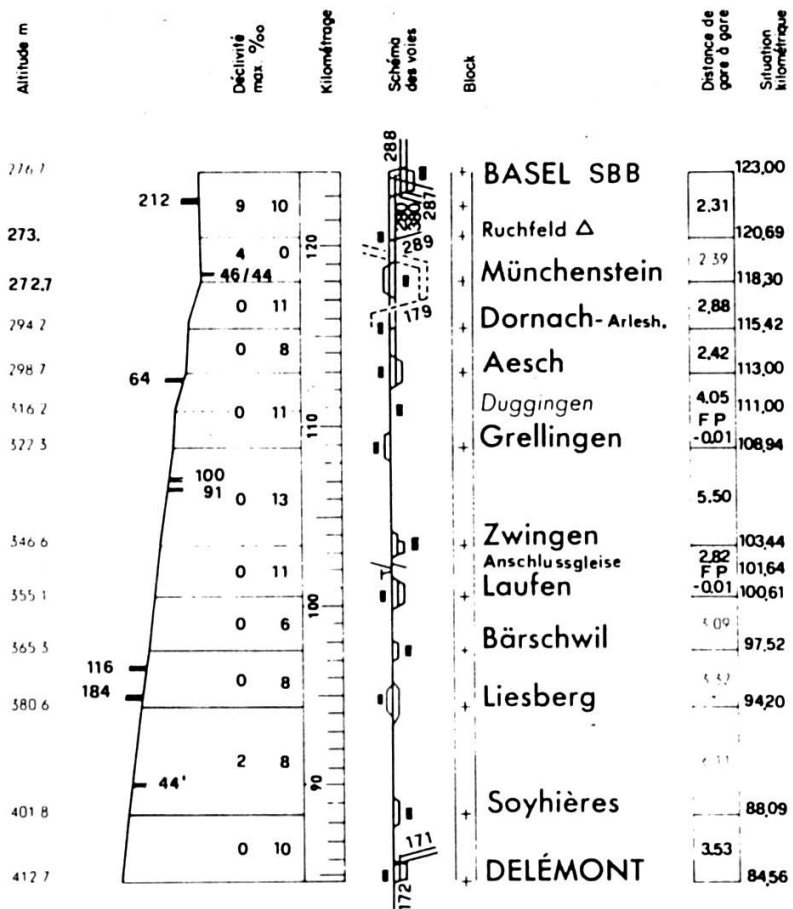 Altitude m
Déclivité max. ‰
Kilométrage
Schéma des voies
Block
Distance de gare à gare
Situation kilométrique
288
276.7 BASEL SBB 123,00
212 9 10 287 2.31
273. 289 Ruchfeld Δ 120,69
120
4 0 2 39
46/44
272,7 Münchenstein 118,30
0 11 179 2,88
294 2 Dornach-Arlesh. 115,42
0 8 2,42
298.7 Aesch 113,00
64
316.2 0 11 Duggingen 4.05 111,00
110 F P
327 3 Grellingen -0.01 108,94
100
91 0 13 5.50
346 6 Zwingen 103,44
0 11 Anschlussgleise 2,82 101,64
F P
355 1 100 Laufen -0.01 100,61
0 6 3.09
365 3 Bärschwil 97,52
116
184 0 8 3.32
380 6 Liesberg 94,20
2 8
44' 90
401 8 Soyhières 88,09
0 10 171 3.53
412 7 DELÉMONT 84,56
172